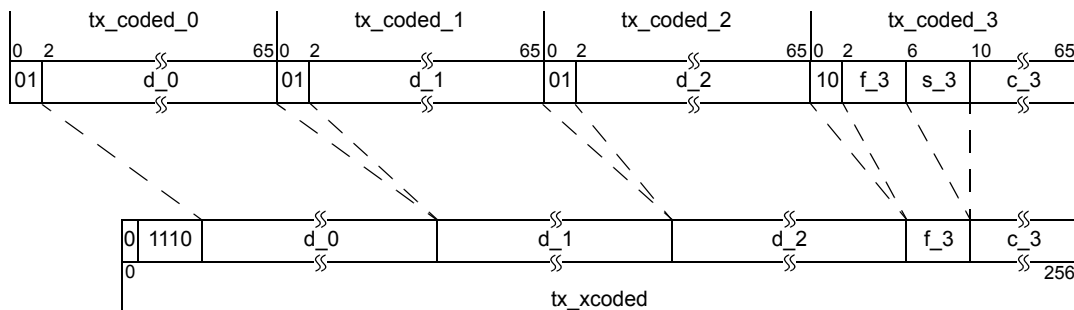 tx_coded_0 tx_coded_1 tx_coded_2 tx_coded_3
0 2 65 0 2 65 0 2 65 0 2 6 10 65
01 d_0 01 d_1 01 d_2 10 f_3 s_3 c_3
0 1110 d_0 d_1 d_2 f_3 c_3
0 256
tx_xcoded